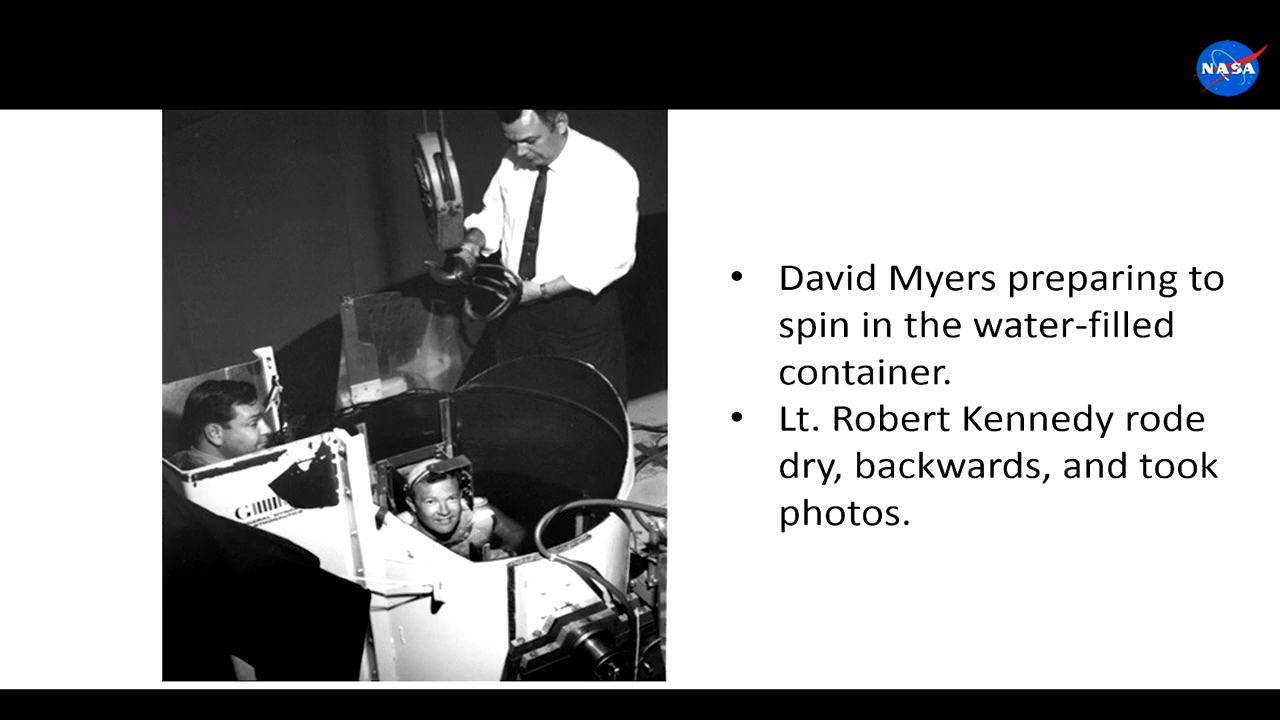 NASA
• David Myers preparing to
spin in the water-filled
container.
• Lt. Robert Kennedy rode
dry, backwards, and took
photos.